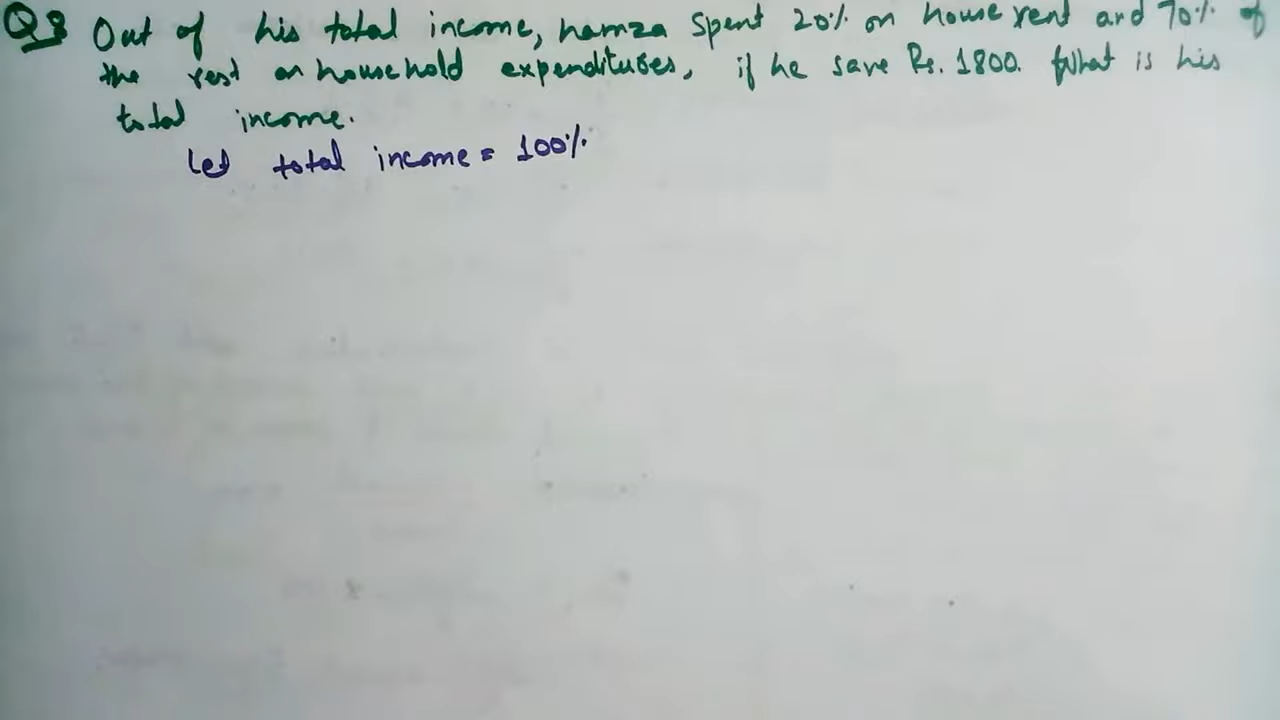 Q3 Out of his total income, hamza spent 20% on house rent and 70% of
the rest on household expenditures, if he save Rs. 1800. What is his
total income.
Let total income = 100%